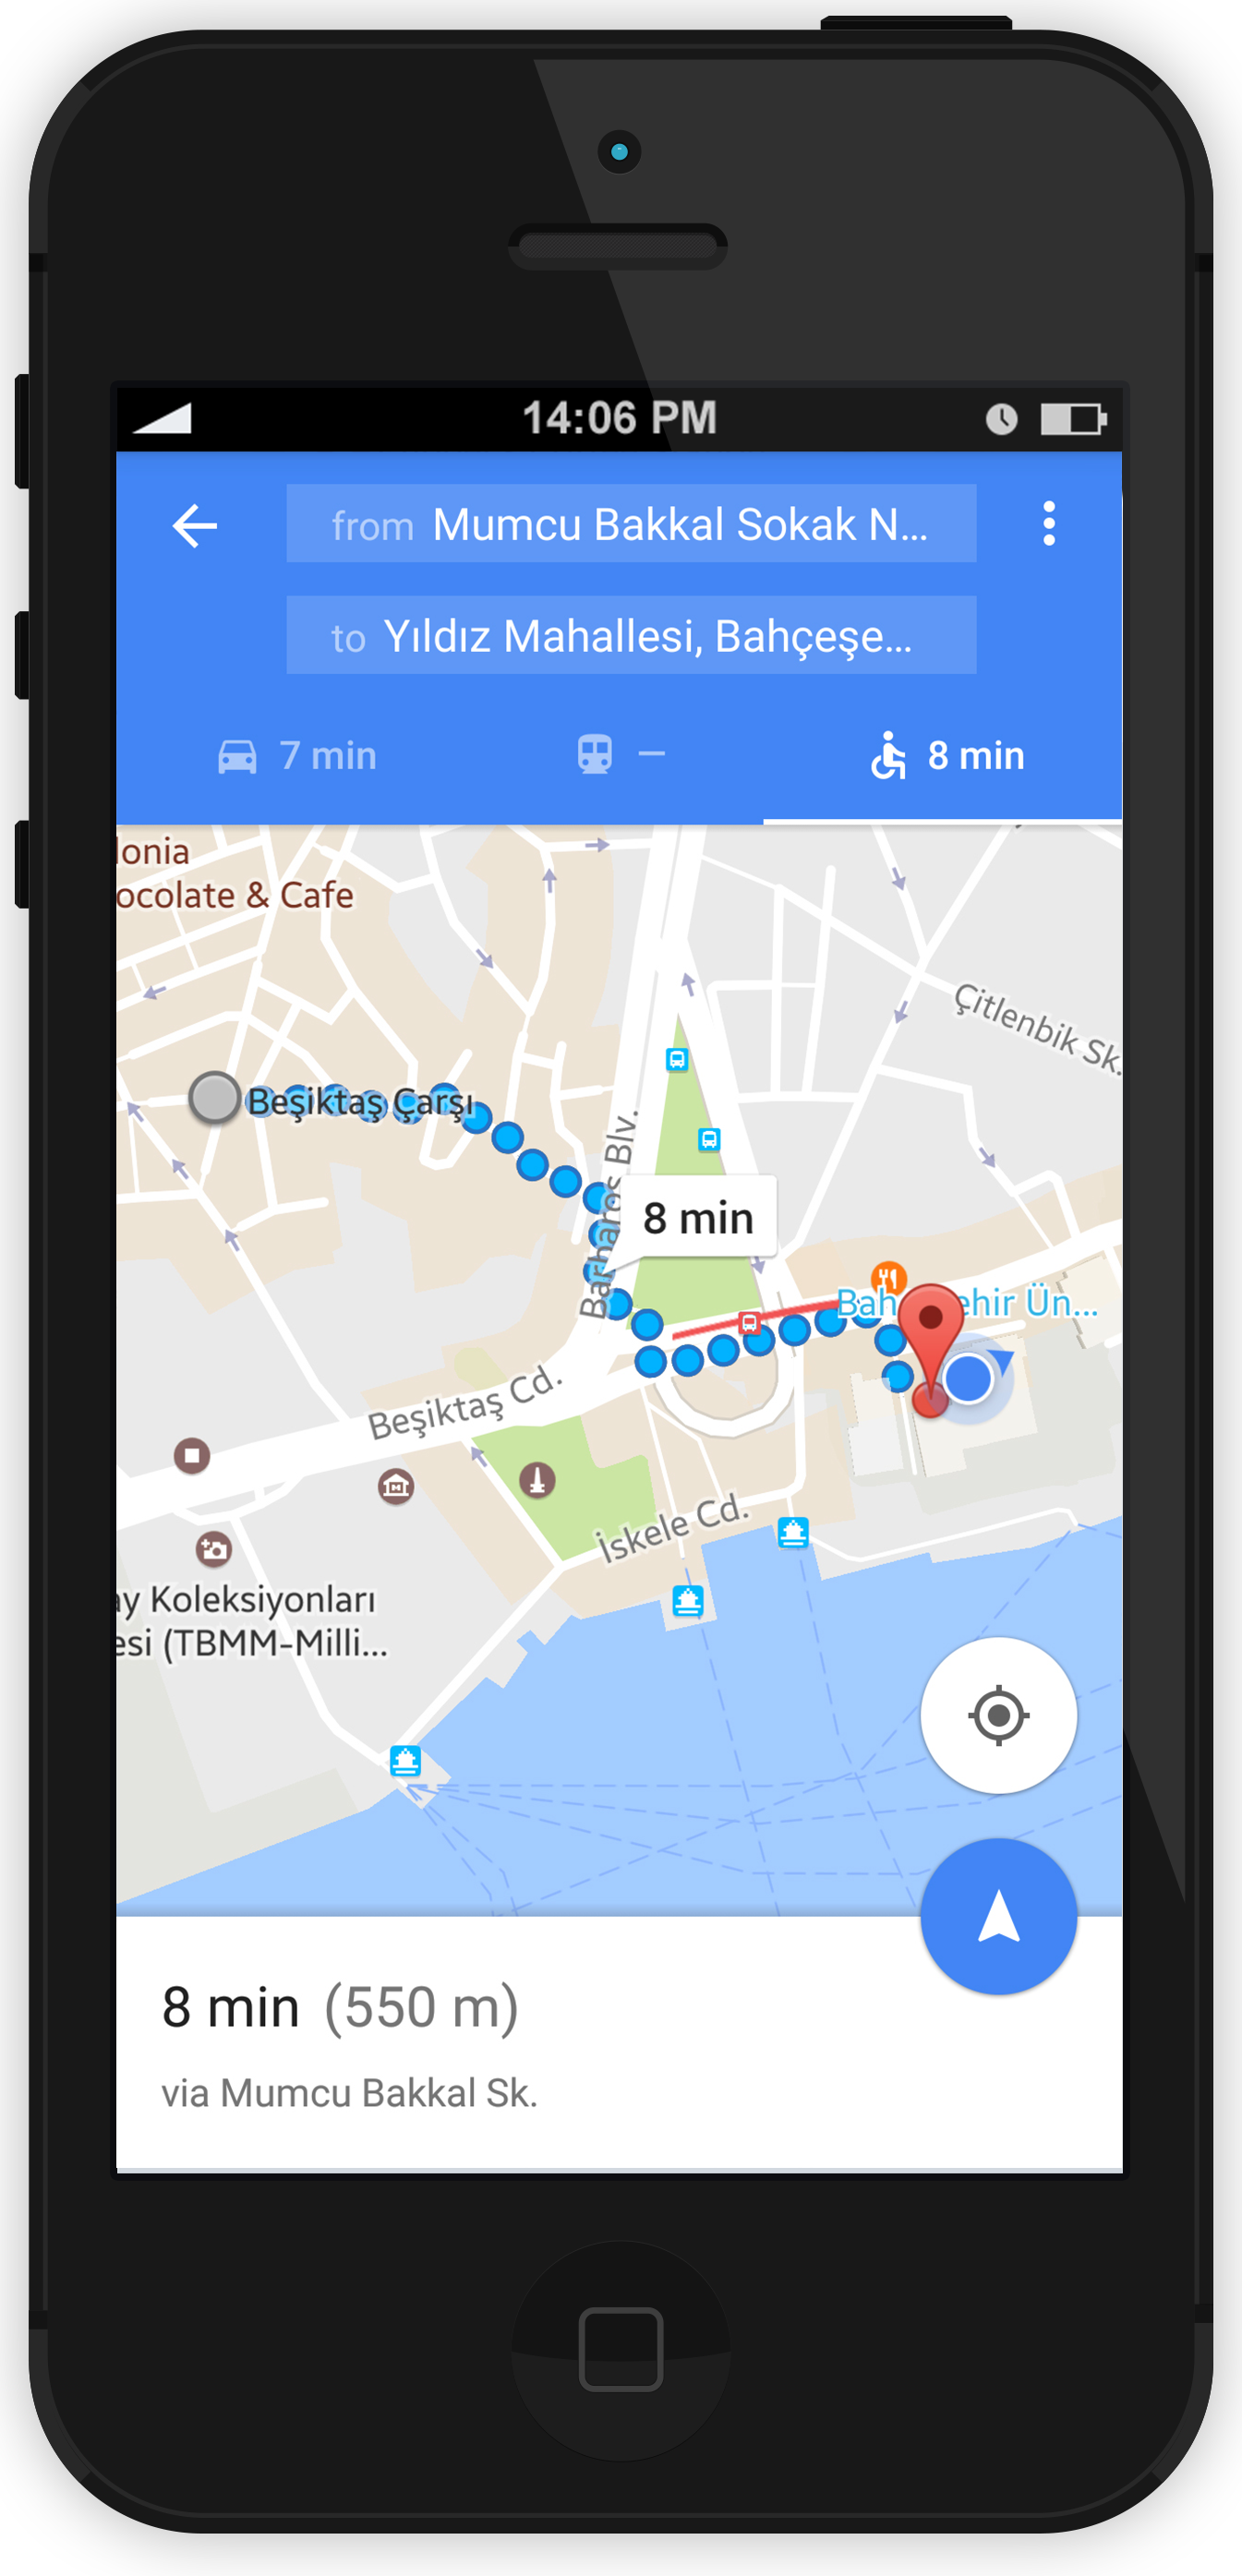 14:06 PM
from Mumcu Bakkal Sokak N...
to Yıldız Mahallesi, Bahçeşe...
7 min
—
8 min
lonia
ocolate & Cafe
Çitlenbik Sk.
Beşiktaş Çarşı
Barbaros Blv.
8 min
Bah ehir Ün...
Beşiktaş Cd.
İskele Cd.
ay Koleksiyonları
esi (TBMM-Milli...
8 min (550 m)
via Mumcu Bakkal Sk.